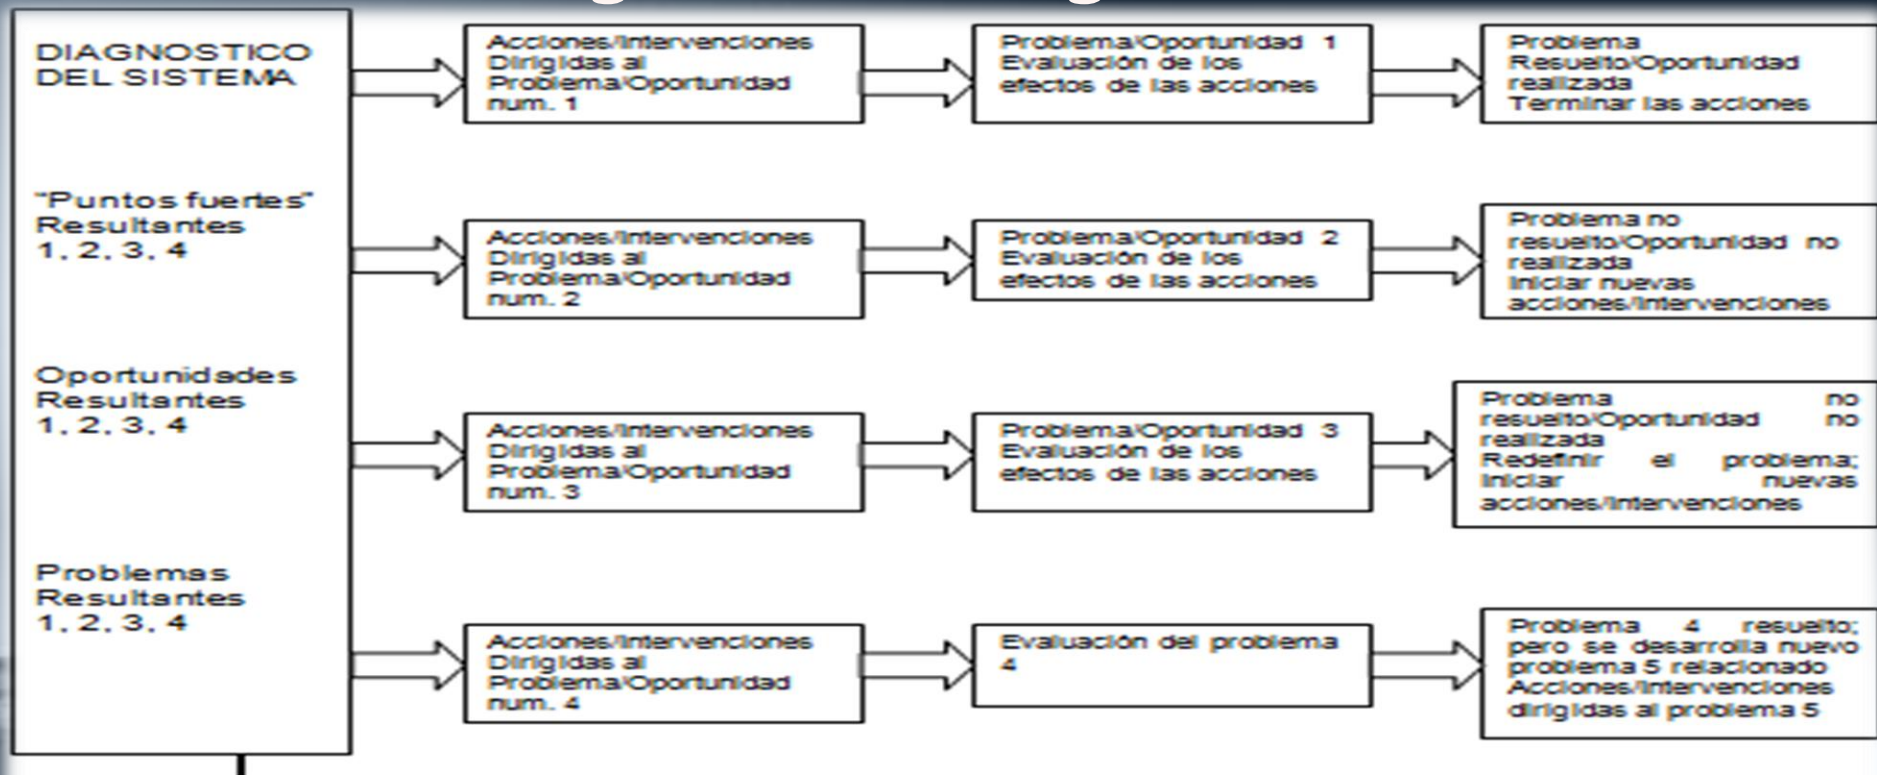 DIAGNOSTICO
DEL SISTEMA
"Puntos fuertes"
Resultantes
1, 2, 3, 4
Oportunidades
Resultantes
1, 2, 3, 4
Problemas
Resultantes
1, 2, 3, 4
Acciones/Intervenciones
Dirigidas al
Problema/Oportunidad
num. 1
Problema/Oportunidad 1
Evaluación de los
efectos de las acciones
Problema
Resuelto/Oportunidad
realizada
Terminar las acciones
Acciones/Intervenciones
Dirigidas al
Problema/Oportunidad
num. 2
Problema/Oportunidad 2
Evaluación de los
efectos de las acciones
Problema no
resuelto/Oportunidad no
realizada
Iniciar nuevas
acciones/intervenciones
Acciones/Intervenciones
Dirigidas al
Problema/Oportunidad
num. 3
Problema/Oportunidad 3
Evaluación de los
efectos de las acciones
Problema no
resuelto/Oportunidad no
realizada
Redefinir el problema;
Iniciar nuevas
acciones/intervenciones
Acciones/Intervenciones
Dirigidas al
Problema/Oportunidad
num. 4
Evaluación del problema
4
Problema 4 resuelto;
pero se desarrolla nuevo
problema 5 relacionado
Acciones/Intervenciones
dirigidas al problema 5